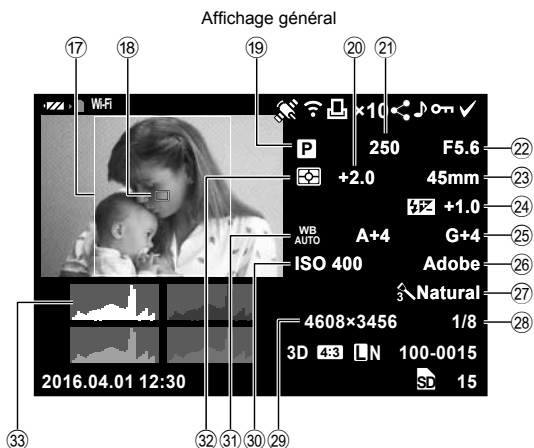 Affichage général
⑰ ⑱ ⑲ ⑳ ㉑
Wi-Fi ×10
P 250 F5.6 ㉒
+2.0 45mm ㉓
+1.0 ㉔
WB AUTO A+4 G+4 ㉕
ISO 400 Adobe ㉖
3 Natural ㉗
4608×3456 1/8 ㉘
3D 4:3 LN 100-0015
2016.04.01 12:30 SD 15
㉝ ㉜ ㉛ ㉚ ㉙